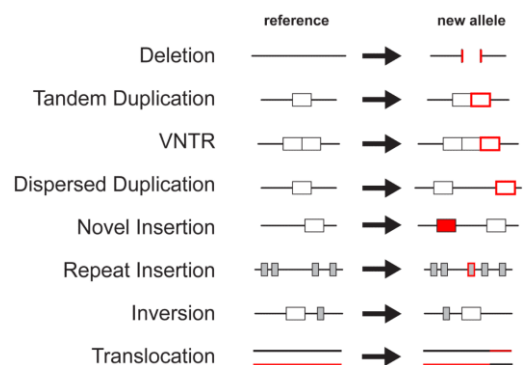 reference new allele
Deletion
Tandem Duplication
VNTR
Dispersed Duplication
Novel Insertion
Repeat Insertion
Inversion
Translocation